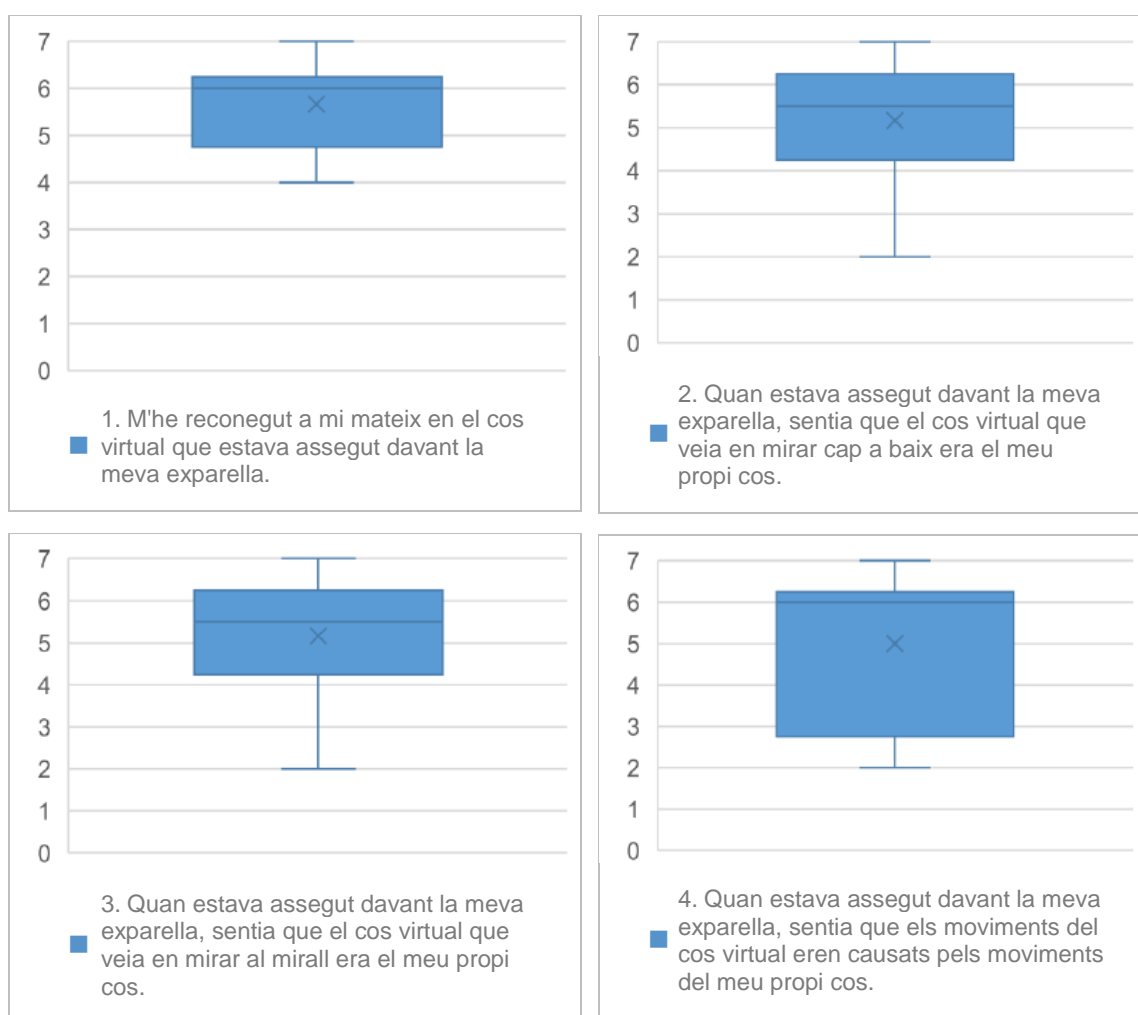 7
6
5
4
3
2
1
0
1. M'he reconegut a mi mateix en el cos
virtual que estava assegut davant la
meva exparella.
7
6
5
4
3
2
1
0
2. Quan estava assegut davant la meva
exparella, sentia que el cos virtual que
veia en mirar cap a baix era el meu
propi cos.
7
6
5
4
3
2
1
0
3. Quan estava assegut davant la meva
exparella, sentia que el cos virtual que
veia en mirar al mirall era el meu propi
cos.
7
6
5
4
3
2
1
0
4. Quan estava assegut davant la meva
exparella, sentia que els moviments del
cos virtual eren causats pels moviments
del meu propi cos.